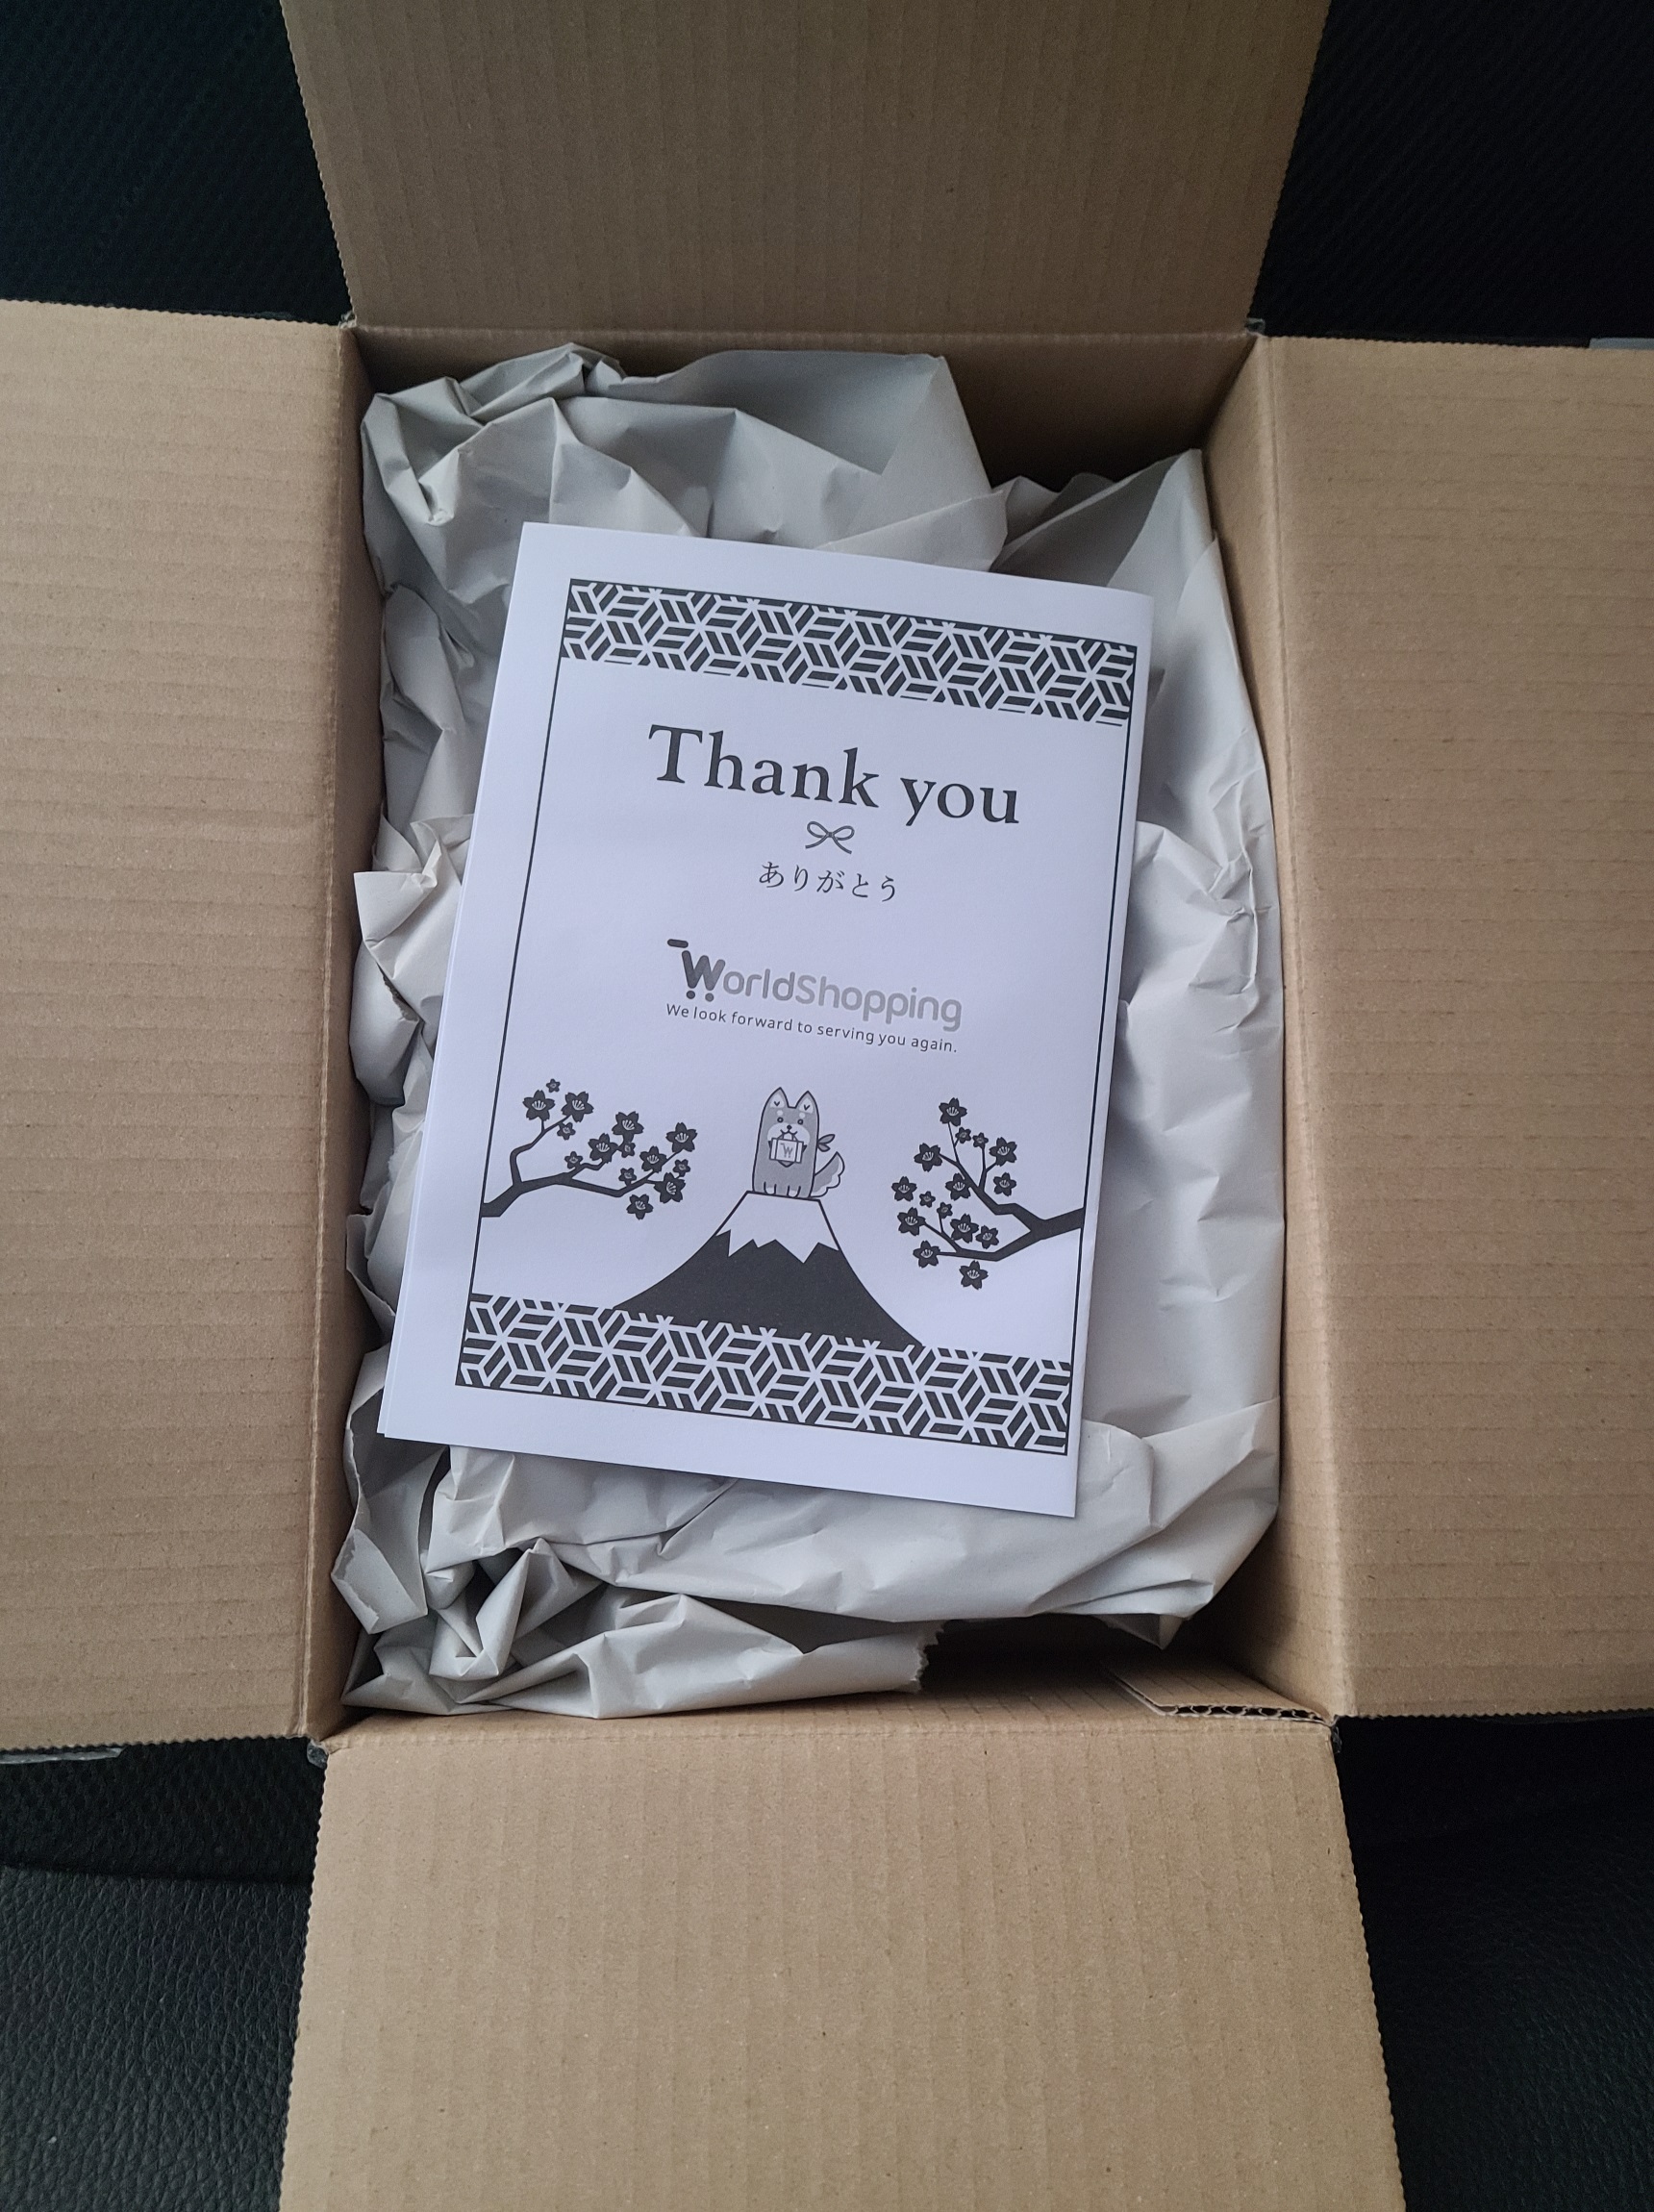 Thank you
ありがとう
WorldShopping
We look forward to serving you again.
W